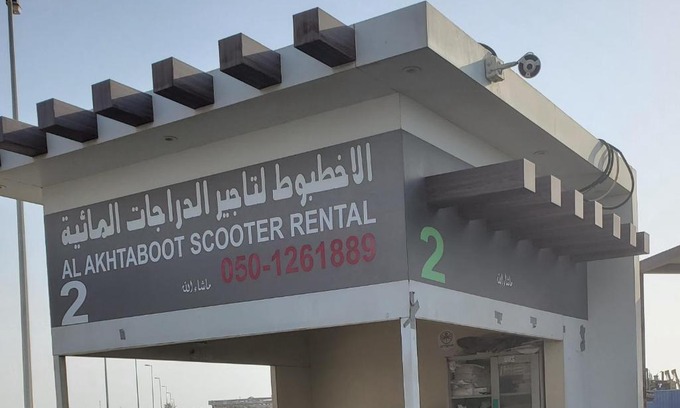 الاخطبوط لتاجير الدراجات المائية
AL AKHTABOOT SCOOTER RENTAL
050-1261889
2
ماشاء الله
2